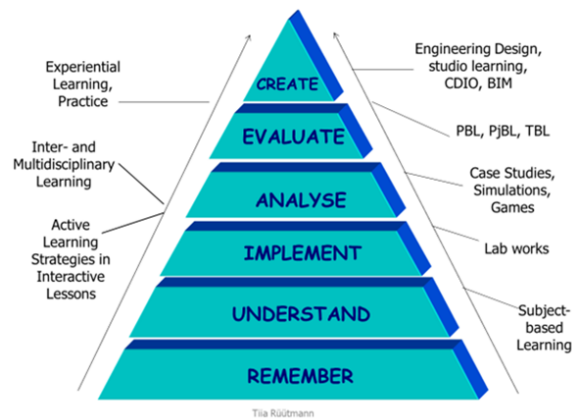 Experiential
Learning,
Practice
Inter- and
Multidisciplinary
Learning
Active
Learning
Strategies in
Interactive
Lessons
CREATE
EVALUATE
ANALYSE
IMPLEMENT
UNDERSTAND
REMEMBER
Engineering Design,
studio learning,
CDIO, BIM
PBL, PjBL, TBL
Case Studies,
Simulations,
Games
Lab works
Subject-
based
Learning
Tiia Rüütmann